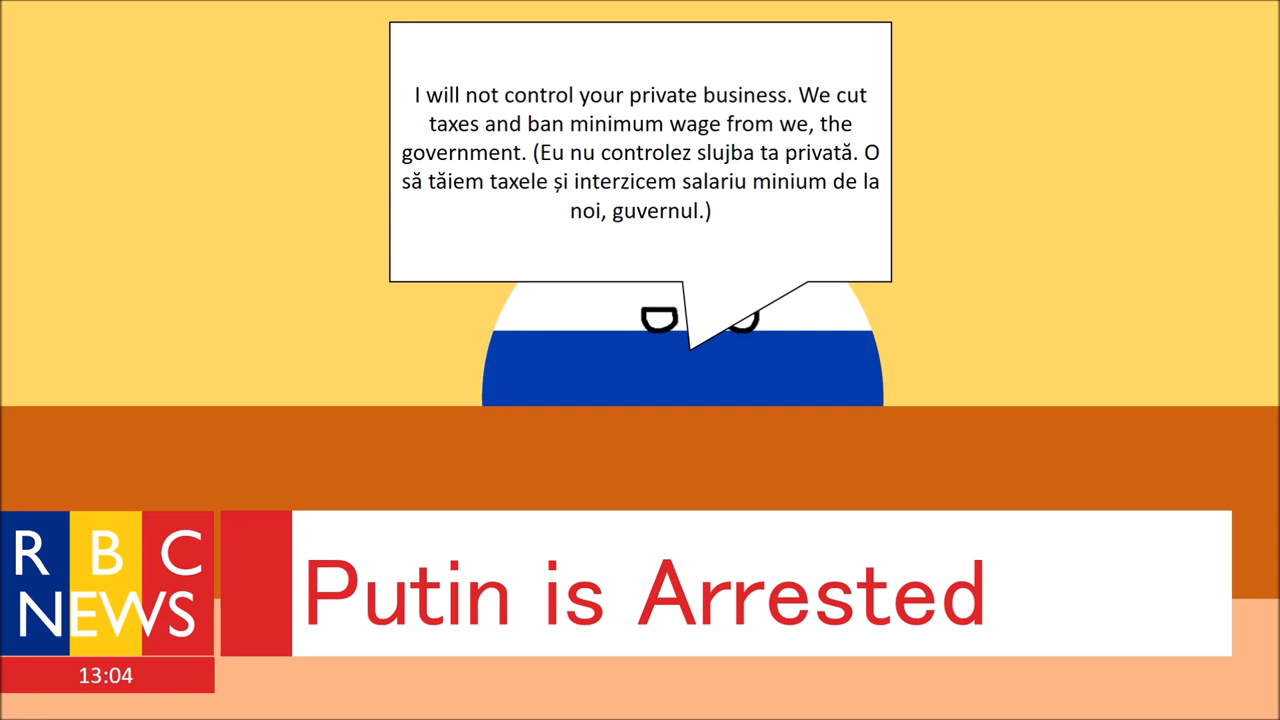 I will not control your private business. We cut
taxes and ban minimum wage from we, the
government. (Eu nu controlez slujba ta privată. O
să tăiem taxele și interzicem salariu minium de la
noi, guvernul.)
R B C
NEWS
Putin is Arrested
13:04